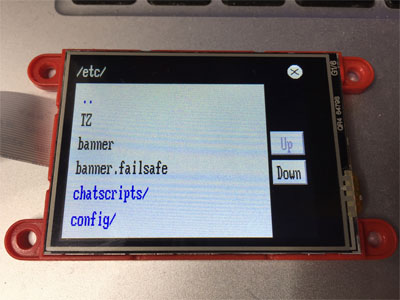 /etc/
X
..
TZ
banner
banner.failsafe
chatscripts/
config/
Up
Down